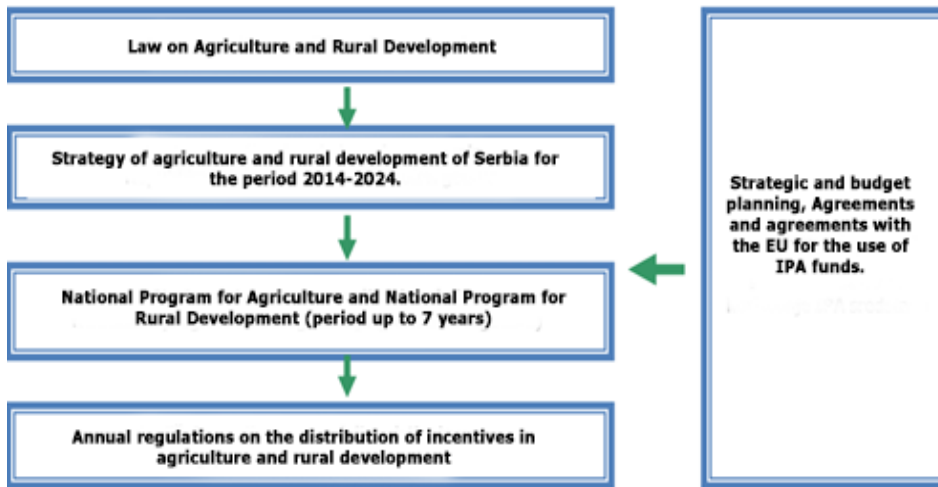 Law on Agriculture and Rural Development
Strategy of agriculture and rural development of Serbia for
the period 2014-2024.
National Program for Agriculture and National Program for
Rural Development (period up to 7 years)
Annual regulations on the distribution of incentives in
agriculture and rural development
Strategic and budget
planning, Agreements
and agreements with
the EU for the use of
IPA funds.